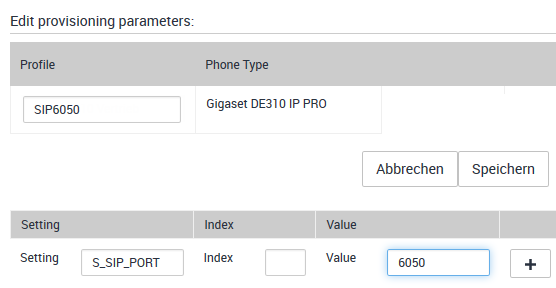 Edit provisioning parameters:
Profile Phone Type
SIP6050 Gigaset DE310 IP PRO
Abbrechen Speichern
Setting Index Value
Setting S_SIP_PORT Index Value 6050 +